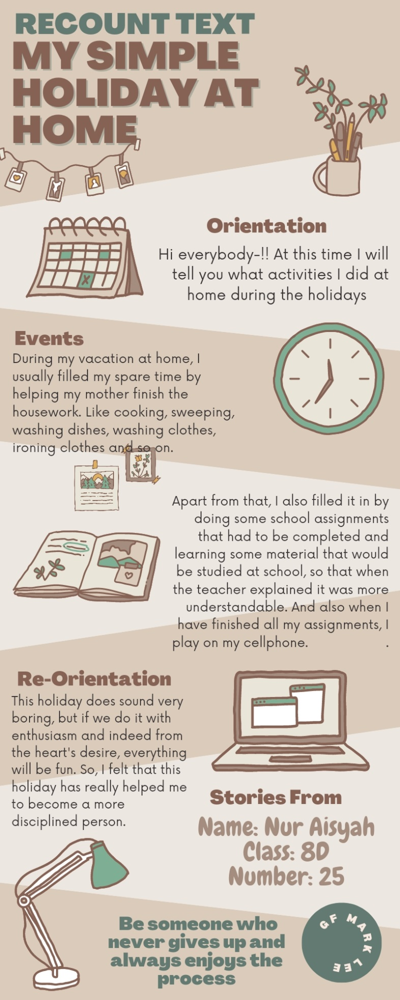 RECOUNT TEXT
MY SIMPLE
HOLIDAY AT
HOME
Orientation
Hi everybody-!! At this time I will
tell you what activities I did at
home during the holidays
Events
During my vacation at home, I
usually filled my spare time by
helping my mother finish the
housework. Like cooking, sweeping,
washing dishes, washing clothes,
ironing clothes and so on.
Apart from that, I also filled it in by
doing some school assignments
that had to be completed and
learning some material that would
be studied at school, so that when
the teacher explained it was more
understandable. And also when I
have finished all my assignments, I
play on my cellphone. .
Re-Orientation
This holiday does sound very
boring, but if we do it with
enthusiasm and indeed from
the heart's desire, everything
will be fun. So, I felt that this
holiday has really helped me
to become a more
disciplined person.
Stories From
Name: Nur Aisyah
Class: 8D
Number: 25
Be someone who
never gives up and
always enjoys the
process
GF MARK LEE